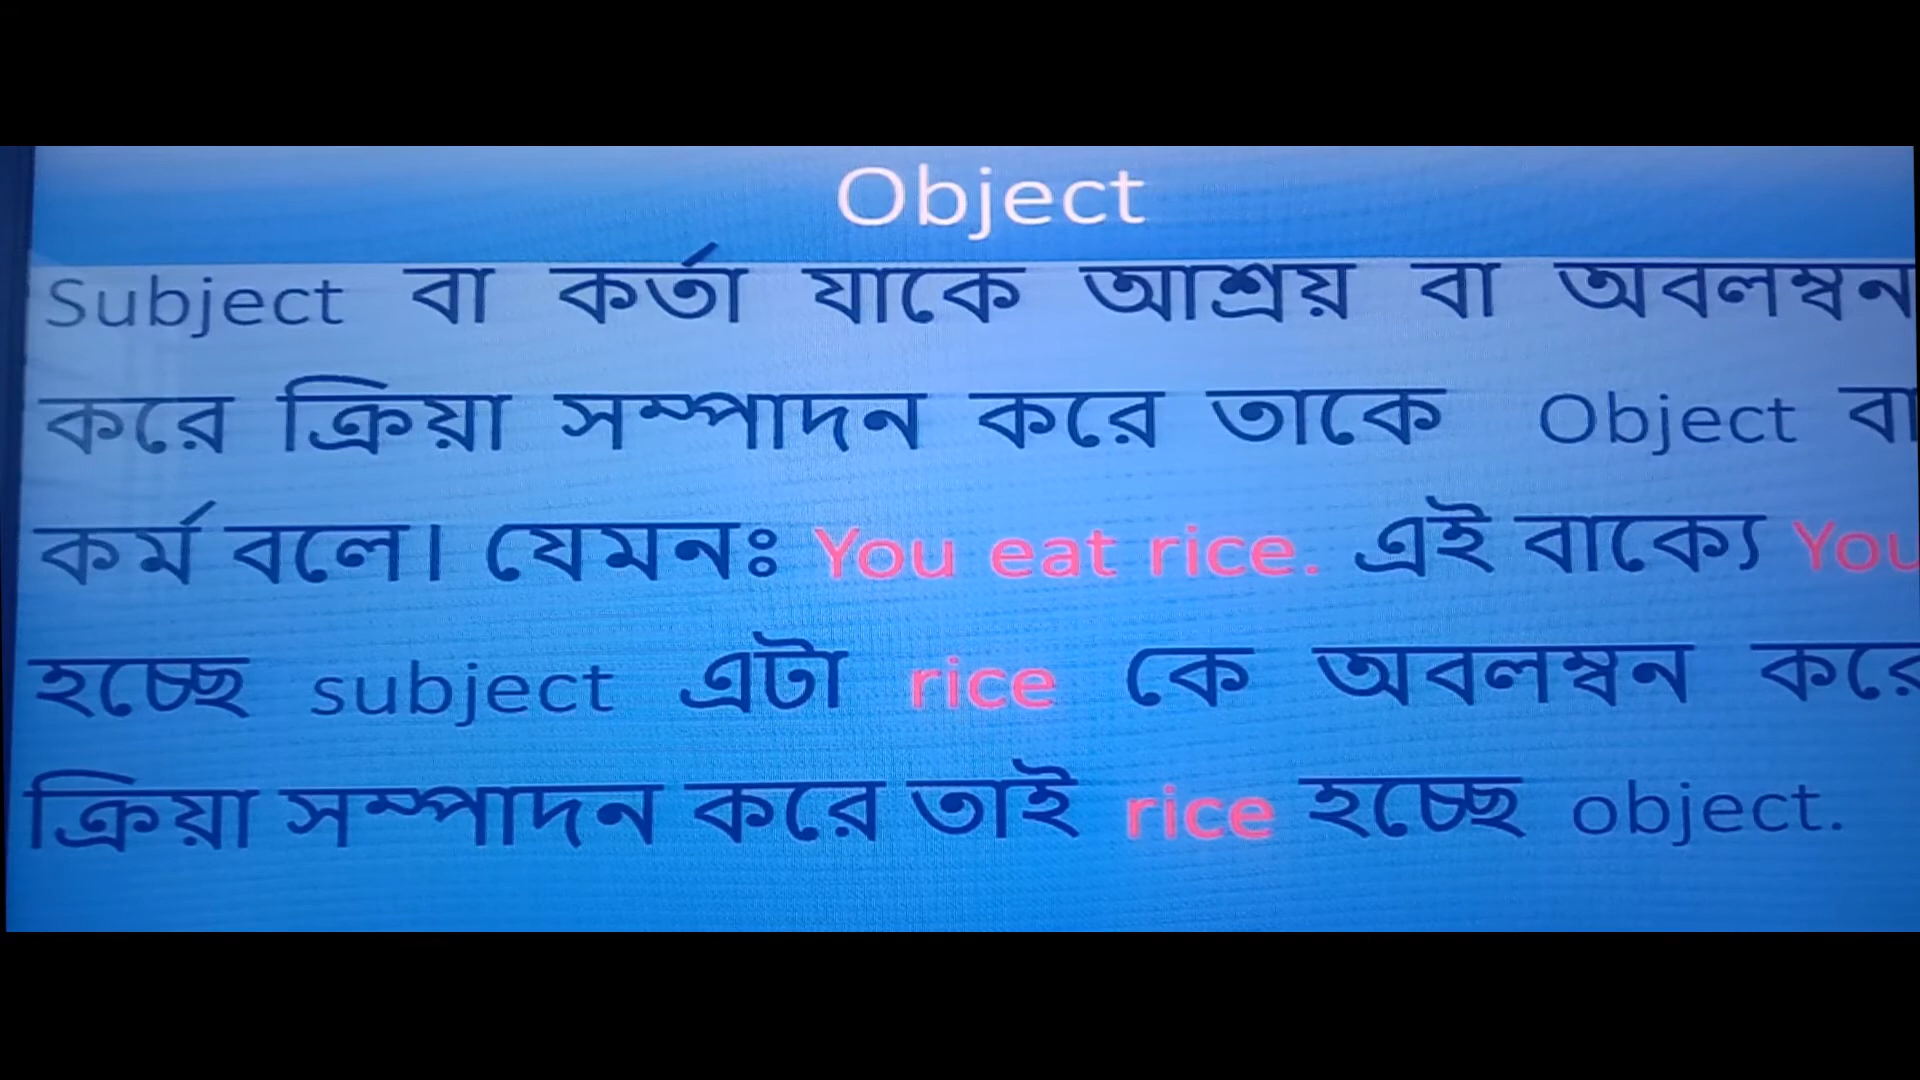 Object
Subject বা কর্তা যাকে আশ্রয় বা অবলম্বন
করে ক্রিয়া সম্পাদন করে তাকে Object বা
কর্ম বলে। যেমনঃ You eat rice. এই বাক্যে You
হচ্ছে subject এটা rice কে অবলম্বন করে
ক্রিয়া সম্পাদন করে তাই rice হচ্ছে object.